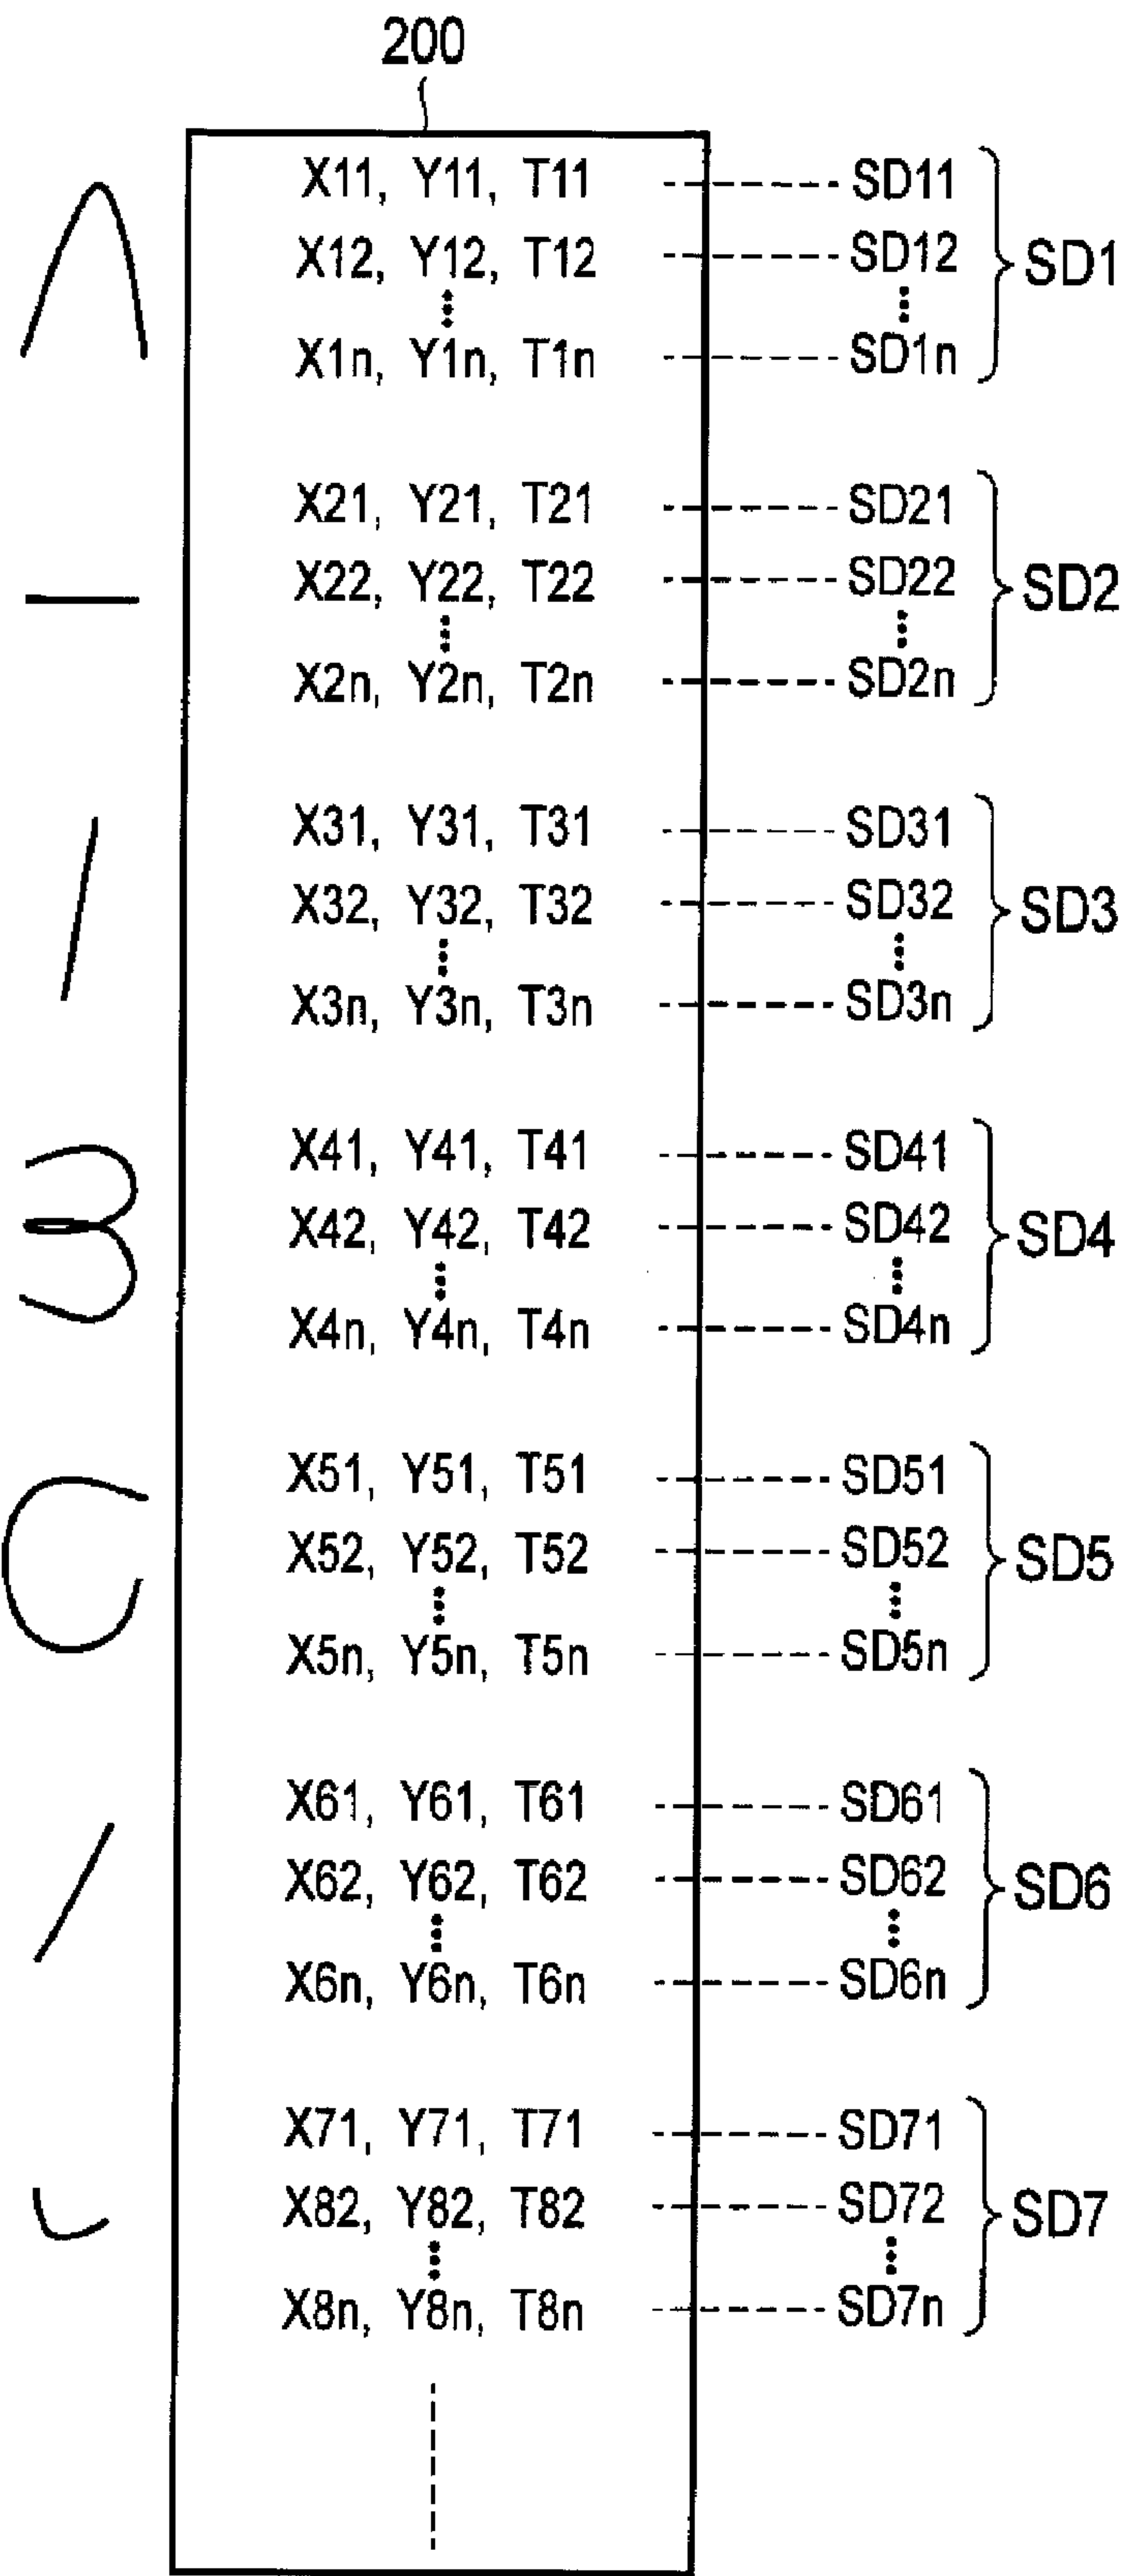 200
X11, Y11, T11 SD11
X12, Y12, T12 SD12 SD1
X1n, Y1n, T1n SD1n
X21, Y21, T21 SD21
X22, Y22, T22 SD22 SD2
X2n, Y2n, T2n SD2n
X31, Y31, T31 SD31
X32, Y32, T32 SD32 SD3
X3n, Y3n, T3n SD3n
X41, Y41, T41 SD41
X42, Y42, T42 SD42 SD4
X4n, Y4n, T4n SD4n
X51, Y51, T51 SD51
X52, Y52, T52 SD52 SD5
X5n, Y5n, T5n SD5n
X61, Y61, T61 SD61
X62, Y62, T62 SD62 SD6
X6n, Y6n, T6n SD6n
X71, Y71, T71 SD71
X82, Y82, T82 SD72 SD7
X8n, Y8n, T8n SD7n